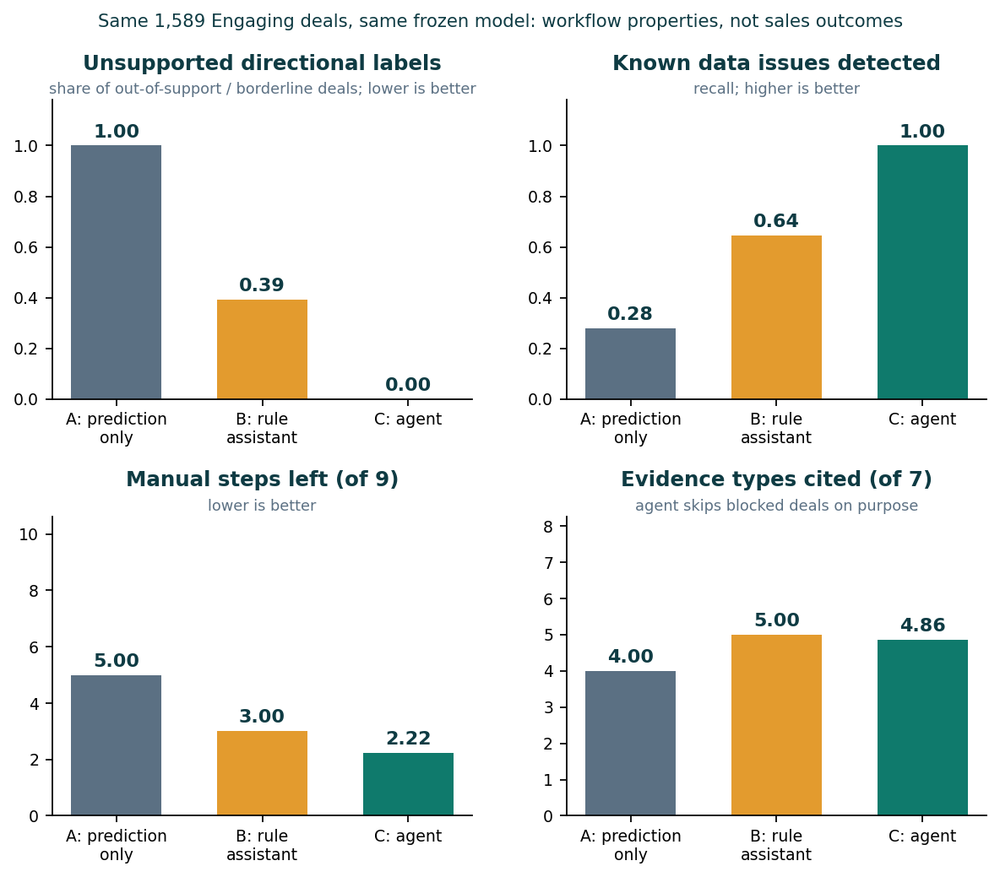 Same 1,589 Engaging deals, same frozen model: workflow properties, not sales outcomes
Unsupported directional labels
share of out-of-support / borderline deals; lower is better
1.0
0.8
0.6
0.4
0.2
0.0
1.00
0.39
0.00
A: prediction
only
B: rule
assistant
C: agent
Known data issues detected
recall; higher is better
1.0
0.8
0.6
0.4
0.2
0.0
0.28
0.64
1.00
A: prediction
only
B: rule
assistant
C: agent
Manual steps left (of 9)
lower is better
10
8
6
4
2
0
5.00
3.00
2.22
A: prediction
only
B: rule
assistant
C: agent
Evidence types cited (of 7)
agent skips blocked deals on purpose
8
7
6
5
4
3
2
1
0
4.00
5.00
4.86
A: prediction
only
B: rule
assistant
C: agent